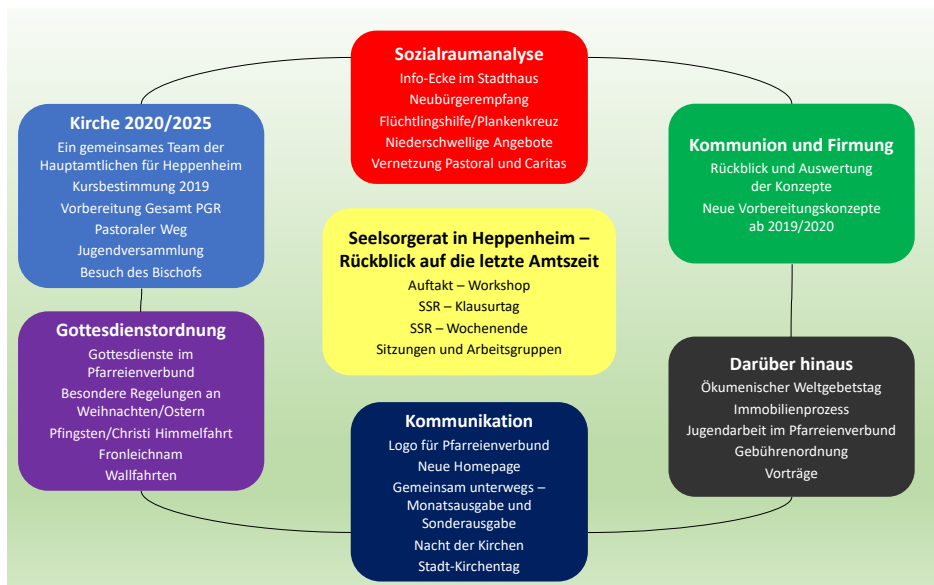 Sozialraumanalyse
Info-Ecke im Stadthaus
Neubürgerempfang
Flüchtlingshilfe/Plankenkreuz
Niederschwellige Angebote
Vernetzung Pastoral und Caritas
Kirche 2020/2025
Ein gemeinsames Team der
Hauptamtlichen für Heppenheim
Kursbestimmung 2019
Vorbereitung Gesamt PGR
Pastoraler Weg
Jugendversammlung
Besuch des Bischofs
Kommunion und Firmung
Rückblick und Auswertung
der Konzepte
Neue Vorbereitungskonzepte
ab 2019/2020
Seelsorgerat in Heppenheim –
Rückblick auf die letzte Amtszeit
Auftakt – Workshop
SSR – Klausurtag
SSR – Wochenende
Sitzungen und Arbeitsgruppen
Gottesdienstordnung
Gottesdienste im
Pfarreienverbund
Besondere Regelungen an
Weihnachten/Ostern
Pfingsten/Christi Himmelfahrt
Fronleichnam
Wallfahrten
Darüber hinaus
Ökumenischer Weltgebetstag
Immobilienprozess
Jugendarbeit im Pfarreienverbund
Gebührenordnung
Vorträge
Kommunikation
Logo für Pfarreienverbund
Neue Homepage
Gemeinsam unterwegs –
Monatsausgabe und
Sonderausgabe
Nacht der Kirchen
Stadt-Kirchentag